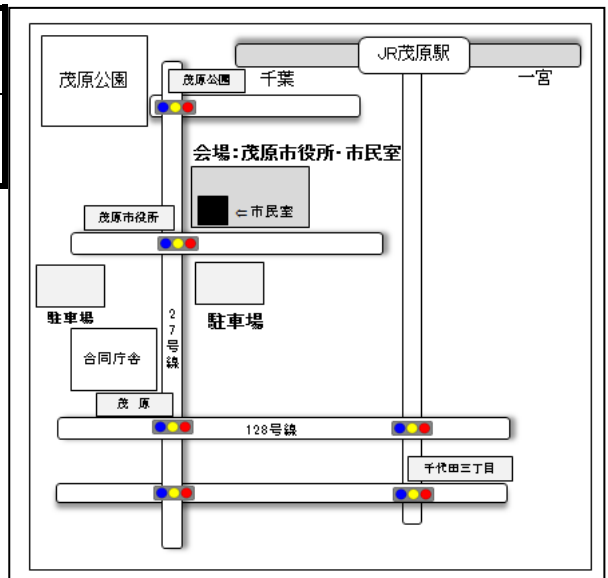 JR茂原駅
茂原公園
茂原公園
千葉
一宮
会場:茂原市役所・市民室
⇐市民室
茂原市役所
駐車場
駐車場
27号線
合同庁舎
茂 原
128号線
千代田三丁目